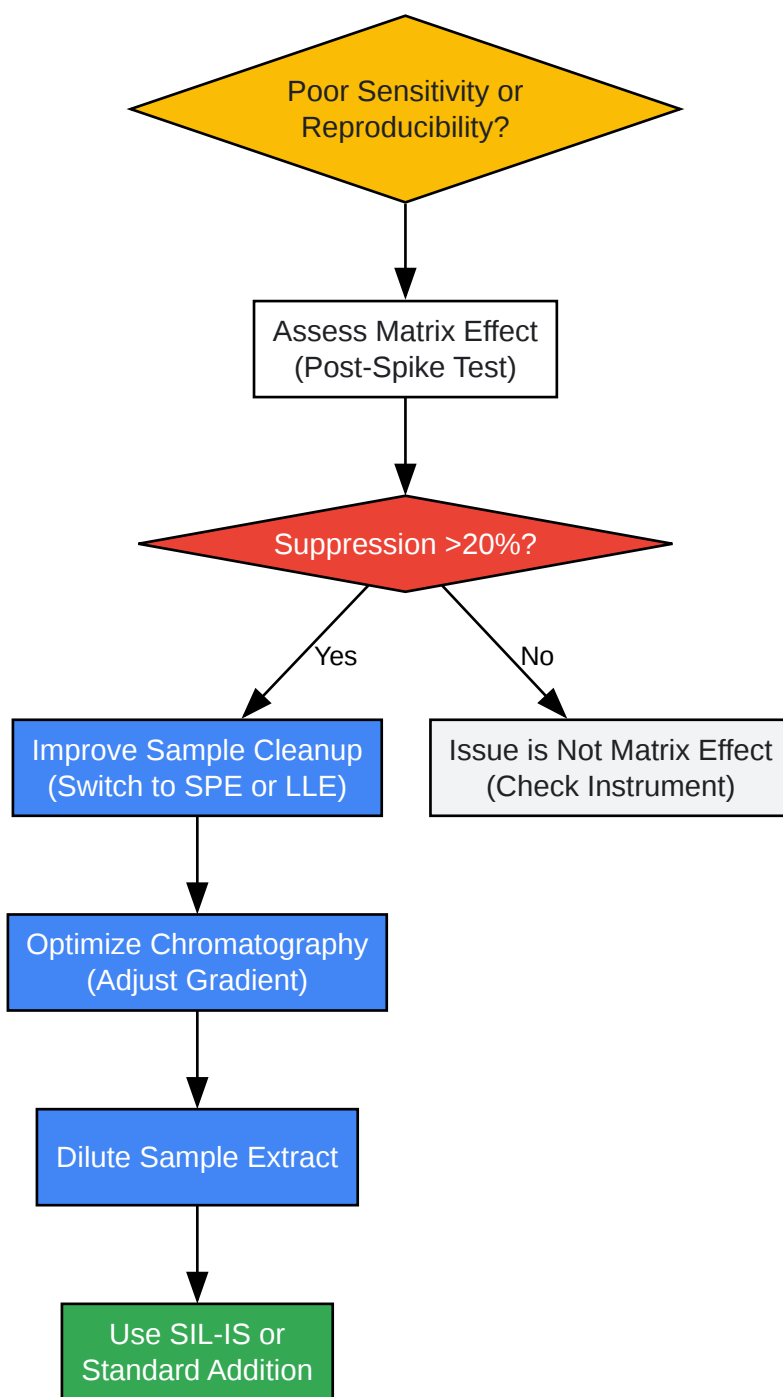 Poor Sensitivity or
Reproducibility?
Assess Matrix Effect
(Post-Spike Test)
Suppression >20%?
Yes
No
Improve Sample Cleanup
(Switch to SPE or LLE)
Issue is Not Matrix Effect
(Check Instrument)
Optimize Chromatography
(Adjust Gradient)
Dilute Sample Extract
Use SIL-IS or
Standard Addition